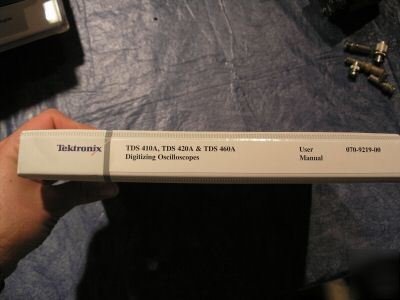 Tektronix
TDS 410A, TDS 420A & TDS 460A
Digitizing Oscilloscopes
User
Manual
070-9219-00